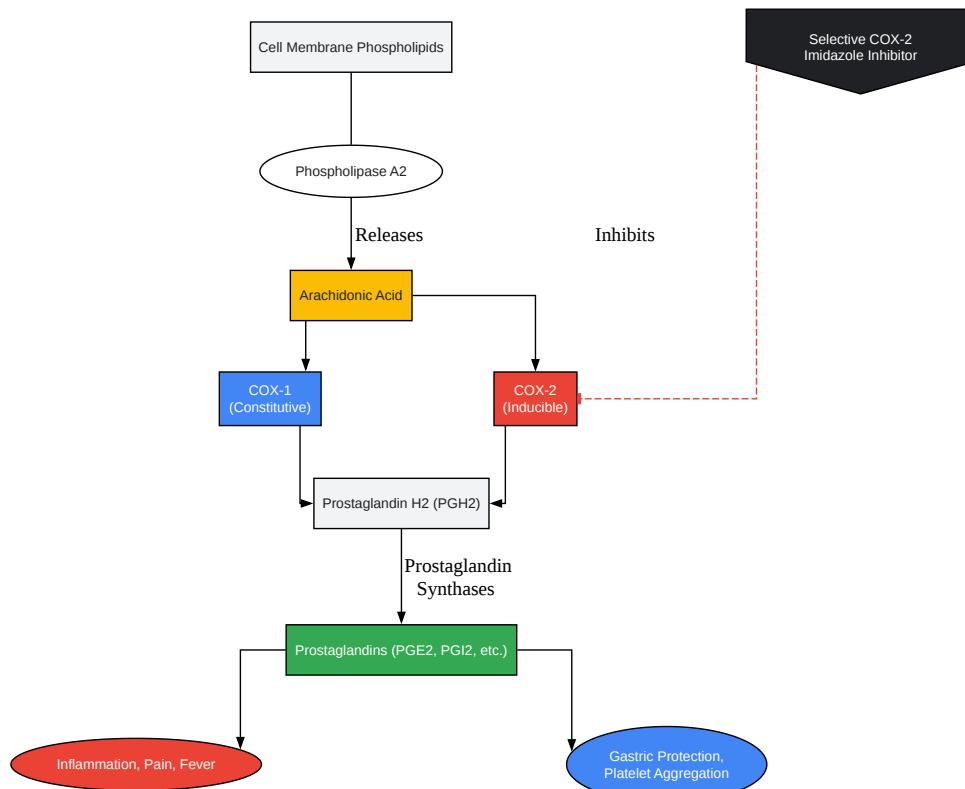 Cell Membrane Phospholipids
Selective COX-2
Imidazole Inhibitor
Phospholipase A2
Releases
Inhibits
Arachidonic Acid
COX-1
(Constitutive)
COX-2
(Inducible)
Prostaglandin H2 (PGH2)
Prostaglandin
Synthases
Prostaglandins (PGE2, PGI2, etc.)
Inflammation, Pain, Fever
Gastric Protection,
Platelet Aggregation